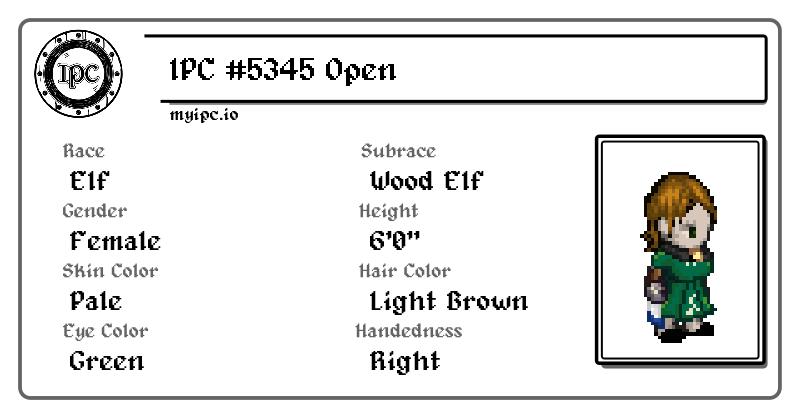 IPC
IPC #5345 Open
myipc.io
Race
Elf
Subrace
Wood Elf
Gender
Female
Height
6'0"
Skin Color
Pale
Hair Color
Light Brown
Eye Color
Green
Handedness
Right